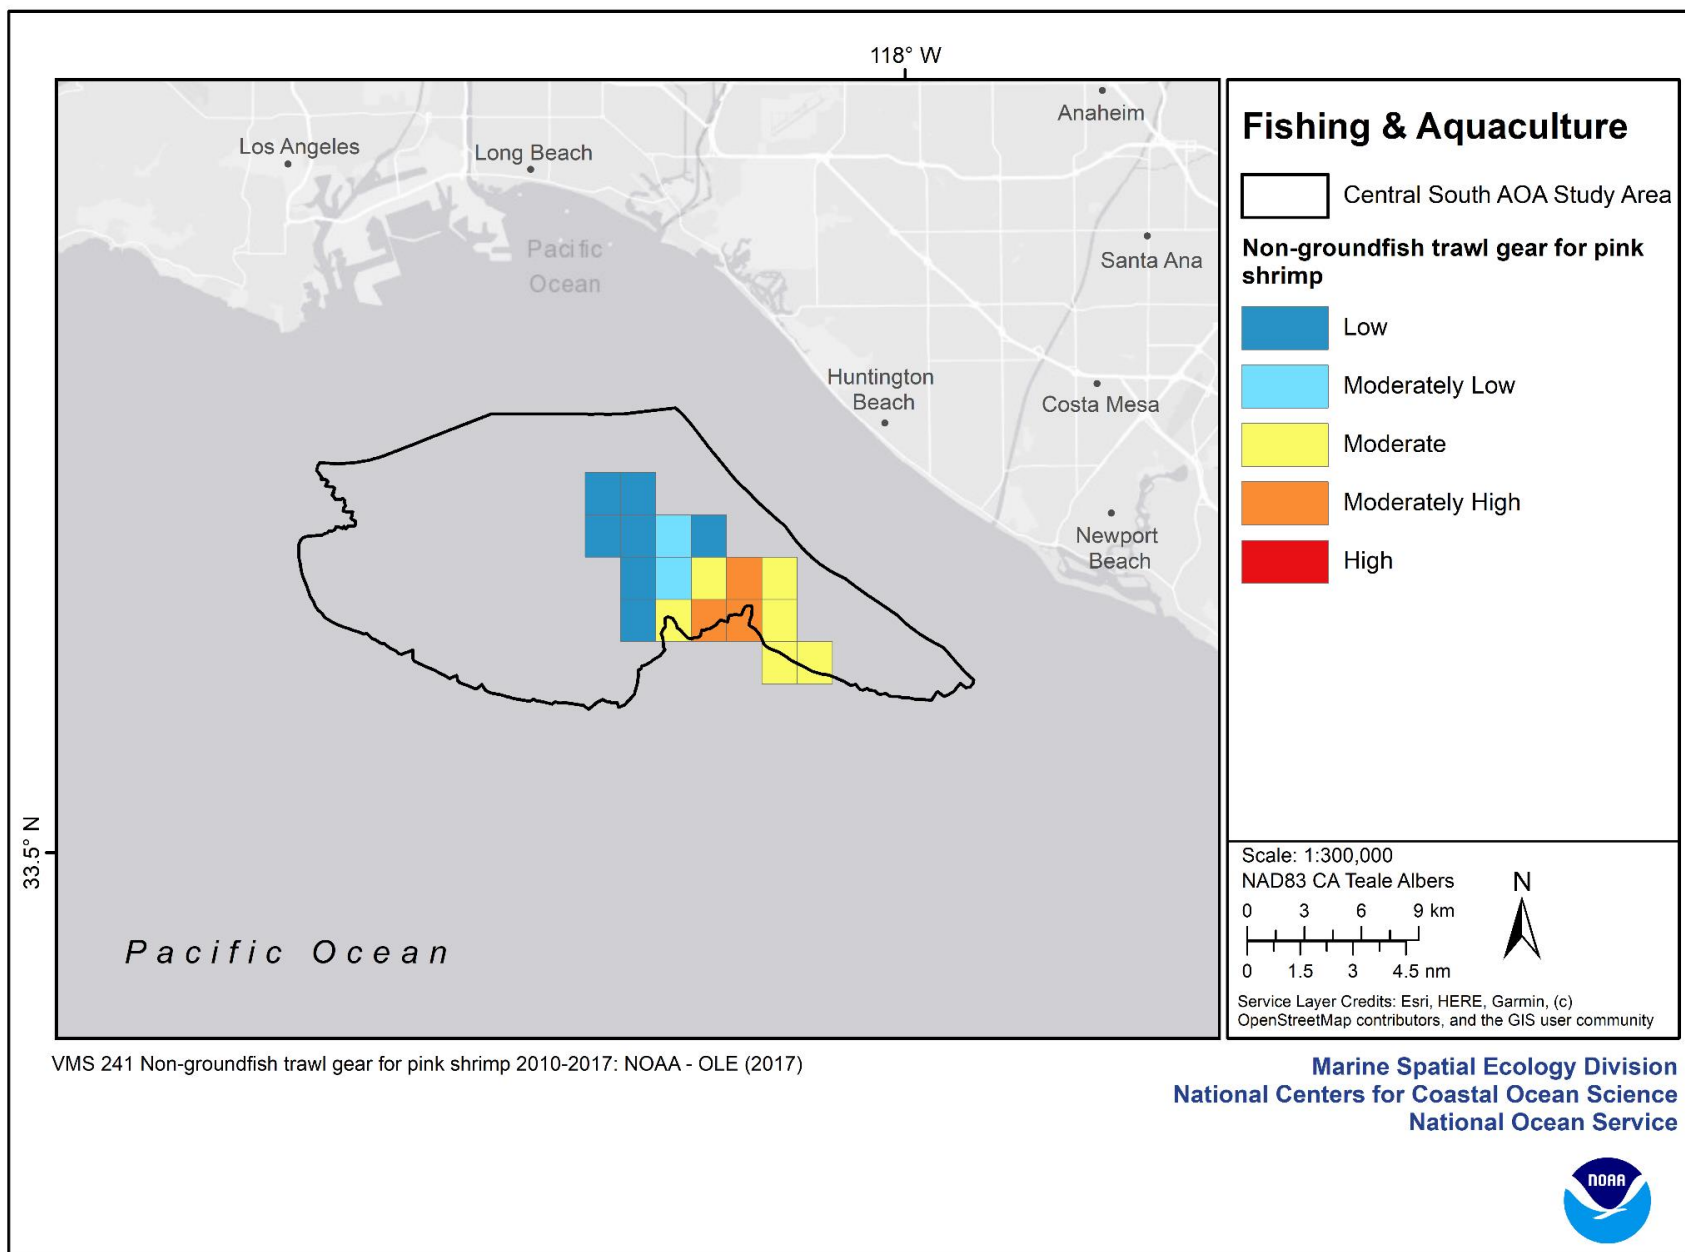 118° W
Anaheim
Los Angeles
Long Beach
Pacific
Ocean
Santa Ana
Huntington
Beach
Costa Mesa
Newport
Beach
33.5° N
Pacific Ocean
Fishing & Aquaculture
Central South AOA Study Area
Non-groundfish trawl gear for pink
shrimp
Low
Moderately Low
Moderate
Moderately High
High
Scale: 1:300,000
NAD83 CA Teale Albers
N
0 3 6 9 km
0 1.5 3 4.5 nm
Service Layer Credits: Esri, HERE, Garmin, (c)
OpenStreetMap contributors, and the GIS user community
VMS 241 Non-groundfish trawl gear for pink shrimp 2010-2017: NOAA - OLE (2017)
Marine Spatial Ecology Division
National Centers for Coastal Ocean Science
National Ocean Service
NOAA